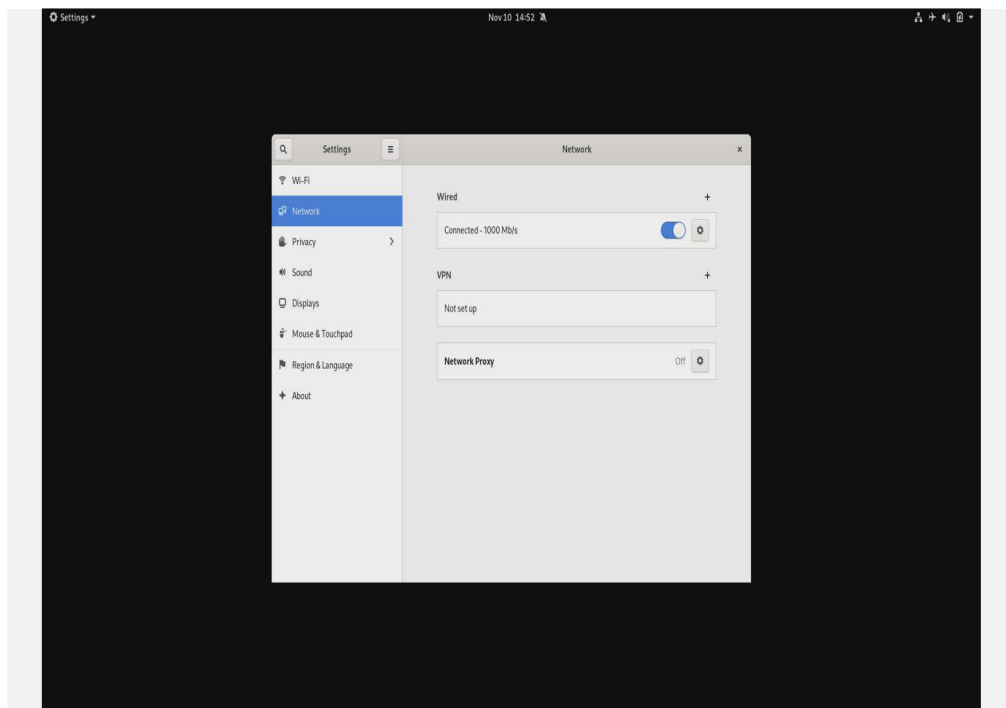 Settings
Nov 10 14:52
Settings
Network
Wi-Fi
Network
Privacy
Sound
Displays
Mouse & Touchpad
Region & Language
About
Wired
Connected - 1000 Mb/s
VPN
Not set up
Network Proxy Off